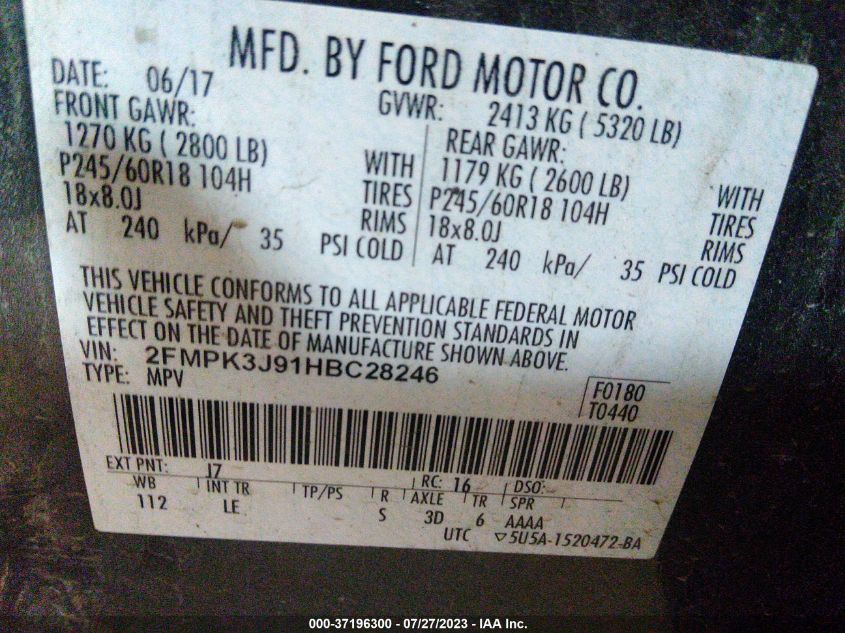 MFD. BY FORD MOTOR CO.
DATE: 06/17
GVWR: 2413 KG ( 5320 LB)
FRONT GAWR:
1270 KG ( 2800 LB)
WITH
P245/60R18 104H
TIRES
18x8.0J
RIMS
AT 240 kPa/ 35 PSI COLD
REAR GAWR:
1179 KG ( 2600 LB)
WITH
P245/60R18 104H
TIRES
18x8.0J
RIMS
AT 240 kPa/ 35 PSI COLD
THIS VEHICLE CONFORMS TO ALL APPLICABLE FEDERAL MOTOR
VEHICLE SAFETY AND THEFT PREVENTION STANDARDS IN
EFFECT ON THE DATE OF MANUFACTURE SHOWN ABOVE.
VIN: 2FMPK3J91HBC28246
TYPE: MPV
F0180
T0440
EXT PNT: J7 RC: 16 DSO:
WB INT TR TP/PS R AXLE TR SPR
112 LE S 3D 6 AAAA
UTC ▽5U5A-1520472-BA
000-37196300 - 07/27/2023 - IAA Inc.